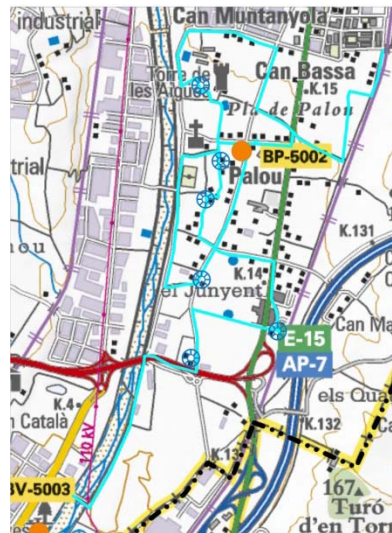 industrial
Can Muntanyola
Torre de
les Aigües
Can Bassa
K.15
Pla de Palou
BP-5002
Palou
trial
K.131
K.14
el Junyent
E-15
Can Ma
AP-7
els Qua
K.4
n Català
K.132
110 kV
K.13
BV-5003
167
Turó
d'en Torr